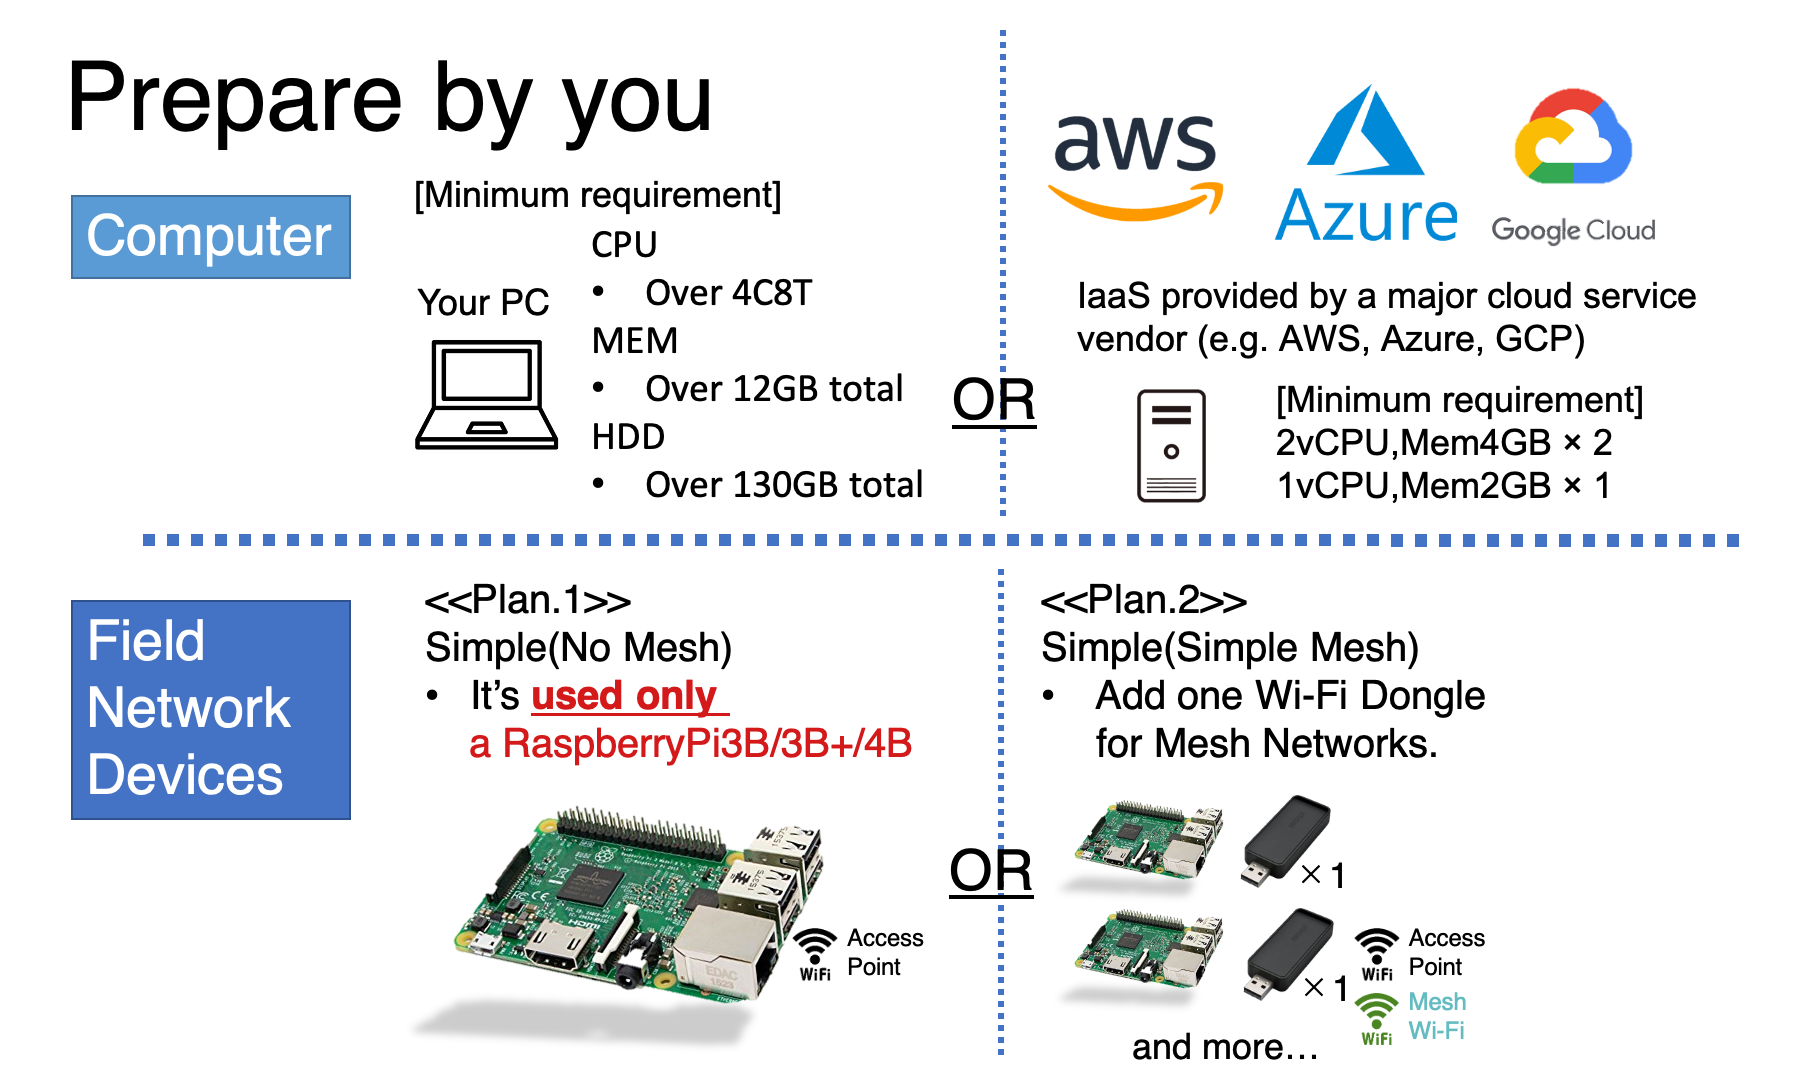 Prepare by you
Computer
[Minimum requirement]
Your PC
CPU
• Over 4C8T
MEM
• Over 12GB total
HDD
• Over 130GB total
OR
aws
Azure
Google Cloud
IaaS provided by a major cloud service
vendor (e.g. AWS, Azure, GCP)
[Minimum requirement]
2vCPU,Mem4GB × 2
1vCPU,Mem2GB × 1
Field
Network
Devices
<<Plan.1>>
Simple(No Mesh)
• It’s used only
a RaspberryPi3B/3B+/4B
HDMI
EDAC
1523
WiFi
Access
Point
OR
<<Plan.2>>
Simple(Simple Mesh)
• Add one Wi-Fi Dongle
for Mesh Networks.
× 1
× 1
WiFi
Access
Point
WiFi
Mesh
Wi-Fi
and more...